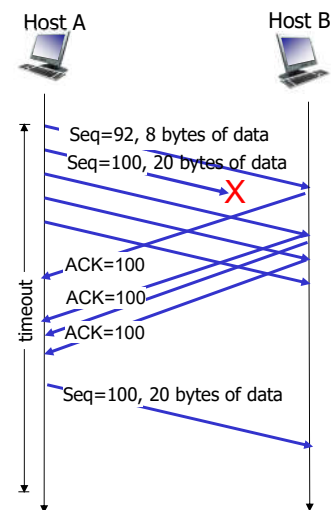 Host A
Host B
Seq=92, 8 bytes of data
Seq=100, 20 bytes of data
X
ACK=100
ACK=100
ACK=100
timeout
Seq=100, 20 bytes of data